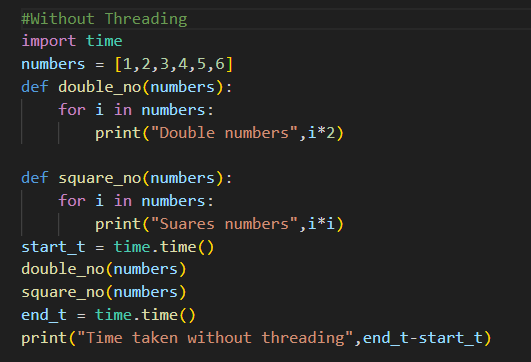 #Without Threading
import time
numbers = [1,2,3,4,5,6]
def double_no(numbers):
    for i in numbers:
        print("Double numbers",i*2)

def square_no(numbers):
    for i in numbers:
        print("Suares numbers",i*i)
start_t = time.time()
double_no(numbers)
square_no(numbers)
end_t = time.time()
print("Time taken without threading",end_t-start_t)